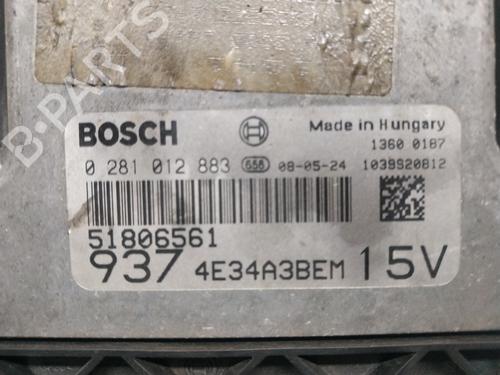 B-PARTS
BOSCH Made in Hungary
1360 0187
0 281 012 883 658 08-05-24 1039S20812
51806561
937 4E34A3BEM 15V